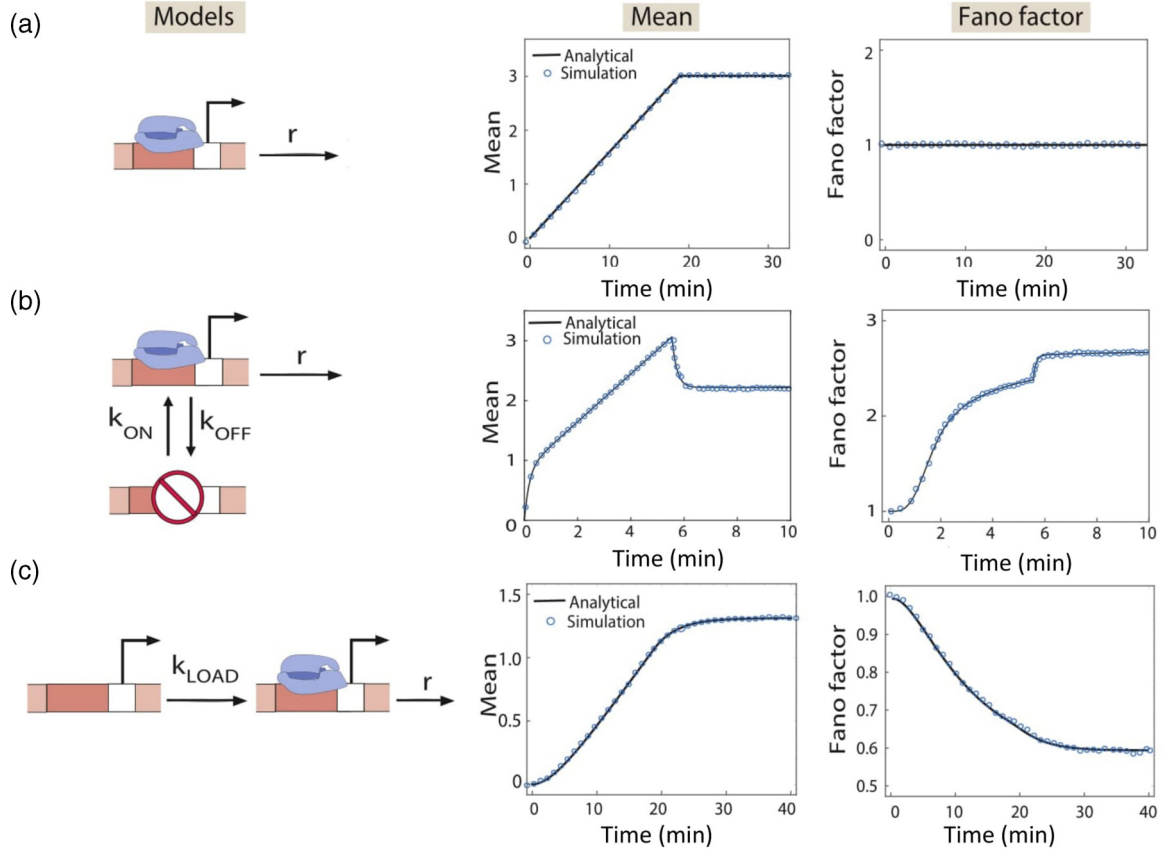 (a)
Models
Mean
Fano factor
r
Analytical
Simulation
Mean
3
2
1
0
0
10
20
30
Time (min)
Fano factor
2
1
0
0
10
20
30
Time (min)
(b)
r
kON
kOFF
Analytical
Simulation
Mean
3
2
1
0
0
2
4
6
8
10
Time (min)
Fano factor
3
2
1
0
2
4
6
8
10
Time (min)
(c)
kLOAD
r
Analytical
Simulation
Mean
1.5
1.0
0.5
0
0
10
20
30
40
Time (min)
Fano factor
1.0
0.9
0.8
0.7
0.6
0.5
0
10
20
30
40
Time (min)